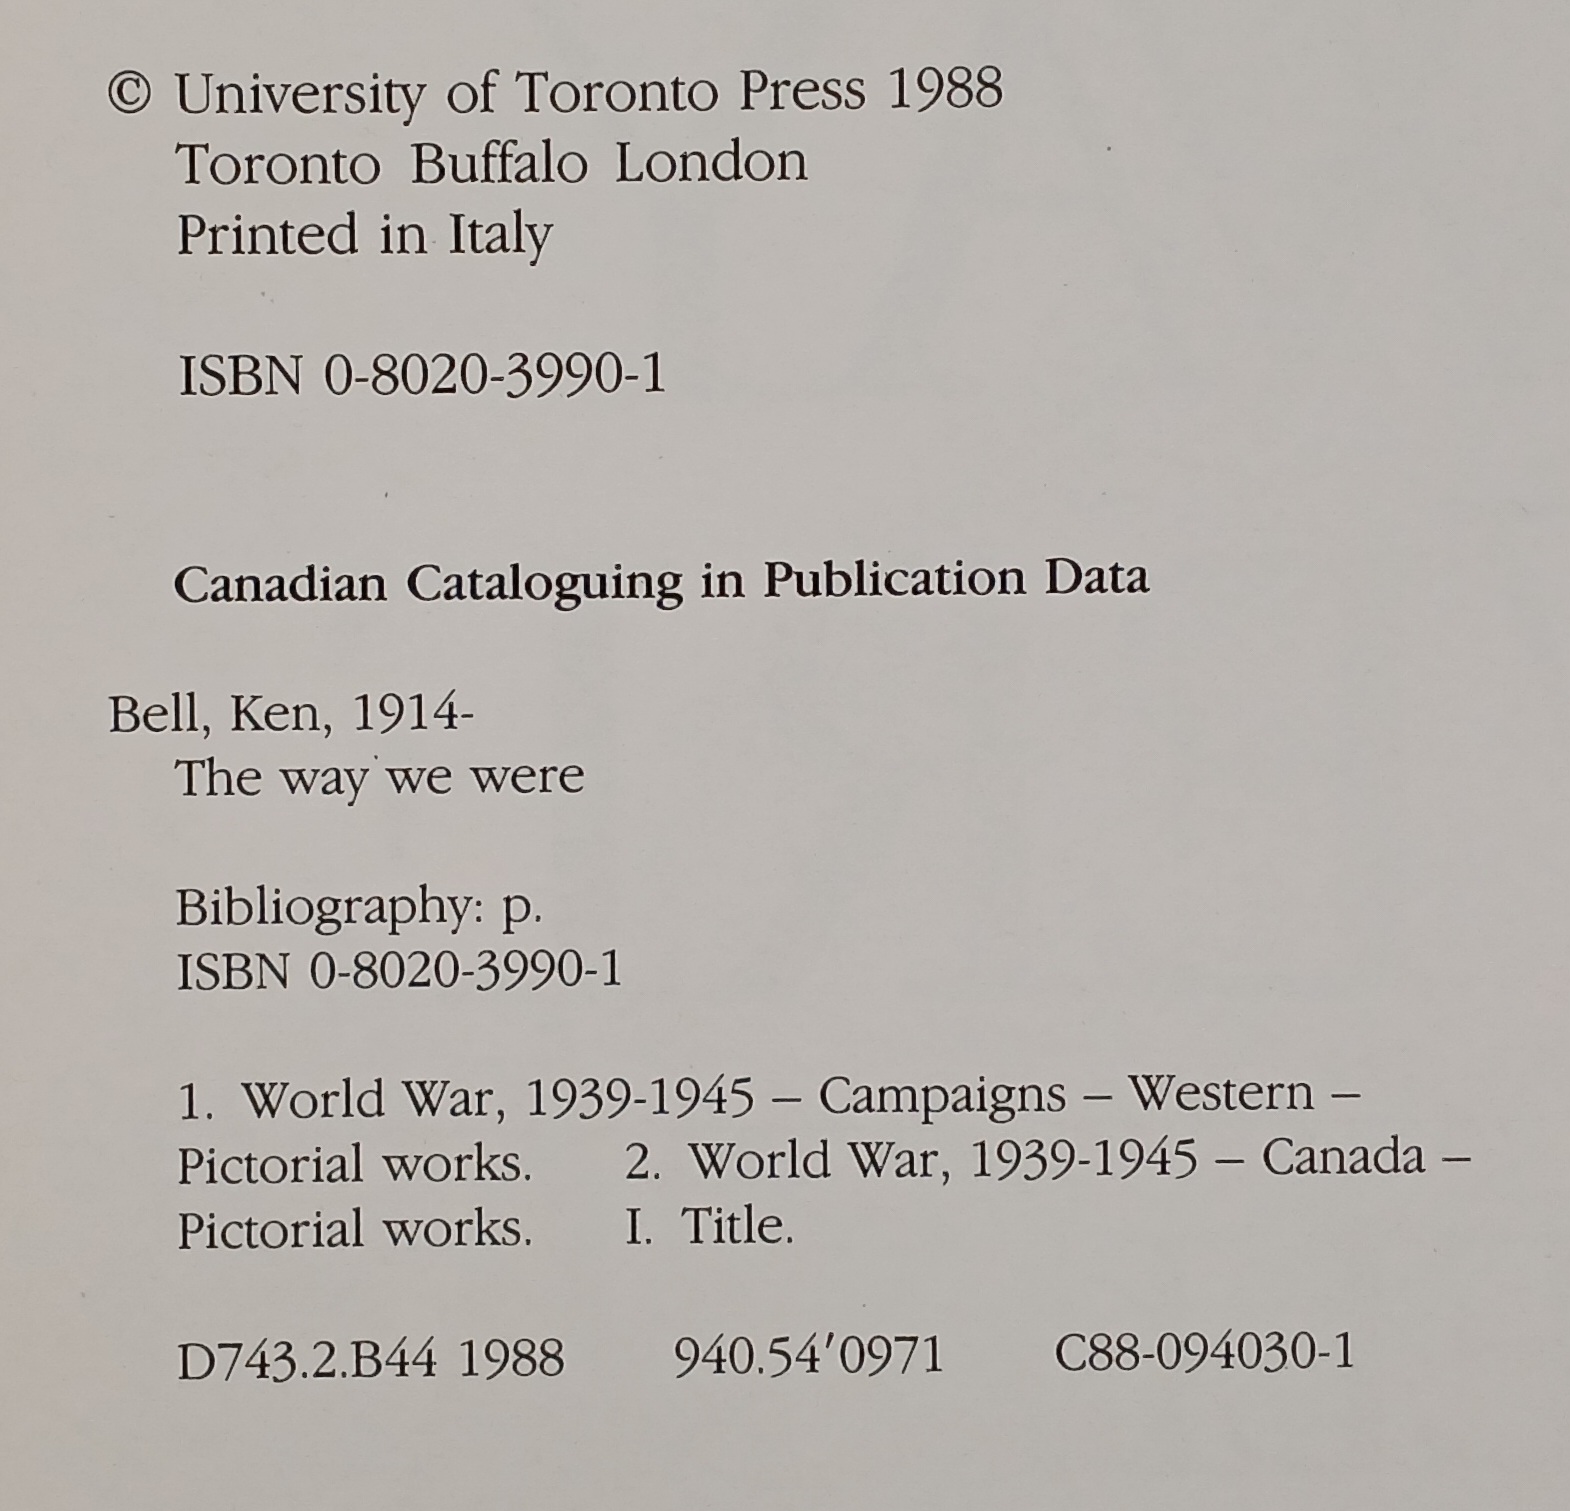 © University of Toronto Press 1988
Toronto Buffalo London
Printed in Italy
ISBN 0-8020-3990-1
Canadian Cataloguing in Publication Data
Bell, Ken, 1914-
The way we were
Bibliography: p.
ISBN 0-8020-3990-1
1. World War, 1939-1945 – Campaigns – Western –
Pictorial works. 2. World War, 1939-1945 – Canada –
Pictorial works. I. Title.
D743.2.B44 1988 940.54'0971 C88-094030-1